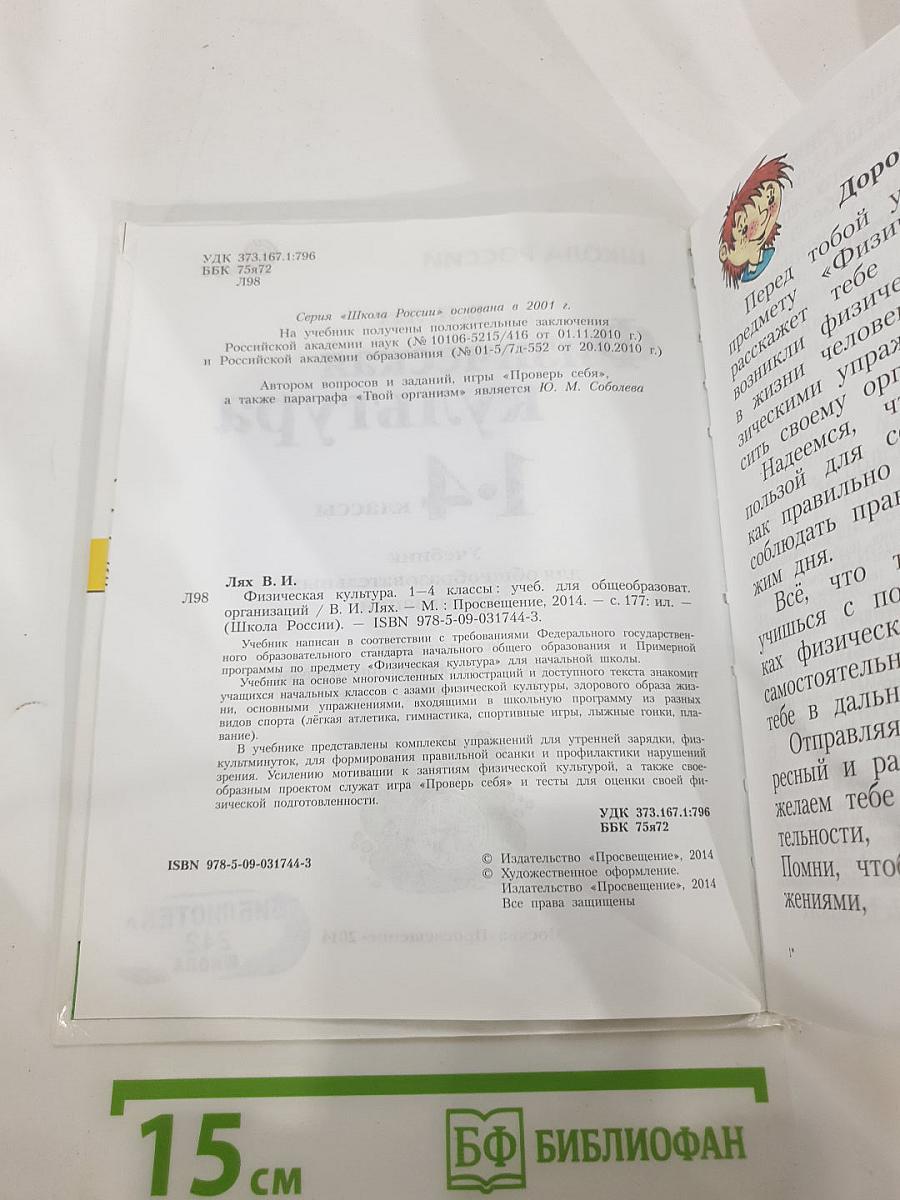 УДК 373.167.1:796
ББК 75я72
Л98
Серия «Школа России» основана в 2001 г.
На учебник получены положительные заключения
Российской академии наук (№ 10106-5215/416 от 01.11.2010 г.)
и Российской академии образования (№ 01-5/7д-552 от 20.10.2010 г.)
Автором вопросов и заданий, игры «Проверь себя»,
а также параграфа «Твой организм» является Ю. М. Соболева
Лях В. И.
Л98 Физическая культура. 1—4 классы : учеб. для общеобразоват.
организаций / В. И. Лях. — М. : Просвещение, 2014. — с. 177: ил. —
(Школа России). — ISBN 978-5-09-031744-3.
Учебник написан в соответствии с требованиями Федерального государствен-
ного образовательного стандарта начального общего образования и Примерной
программы по предмету «Физическая культура» для начальной школы.
Учебник на основе многочисленных иллюстраций и доступного текста знакомит
учащихся начальных классов с азами физической культуры, здорового образа жиз-
ни, основными упражнениями, входящими в школьную программу из разных
видов спорта (лёгкая атлетика, гимнастика, спортивные игры, лыжные гонки, пла-
вание).
В учебнике представлены комплексы упражнений для утренней зарядки, физ-
культминуток, для формирования правильной осанки и профилактики нарушений
зрения. Усилению мотивации к занятиям физической культурой, а также свое-
образным проектом служат игра «Проверь себя» и тесты для оценки своей фи-
зической подготовленности.
УДК 373.167.1:796
ББК 75я72
ISBN 978-5-09-031744-3
© Издательство «Просвещение», 2014
© Художественное оформление.
Издательство «Просвещение», 2014
Все права защищены
Доро
Перед тобой у
предмету «Физи
расскажет тебе
возникли физиче
в жизни человен
зическими упраж
сить своему орг
Надеемся, чт
пользой для се
как правильно
соблюдать прав
жим дня.
Всё, что т
учишься с по
ках физическ
самостоятельн
тебе в дальн
Отправляя
ресный и ра
желаем тебе
тельности,
Помни, чтоб
жениями,
1*
15 см
БФ БИБЛИОФАН